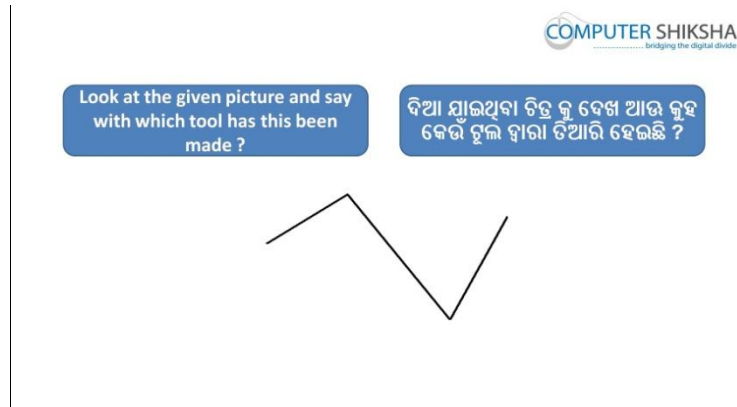 COMPUTER SHIKSHA
bridging the digital divide
Look at the given picture and say
with which tool has this been
made ?
ଦିଆ ଯାଇଥିବା ଚିତ୍ର କୁ ଦେଖ ଆଉ କୁହ
କେଉଁ ଟୁଲ ଦ୍ଵାରା ତିଆରି ହେଇଛି ?